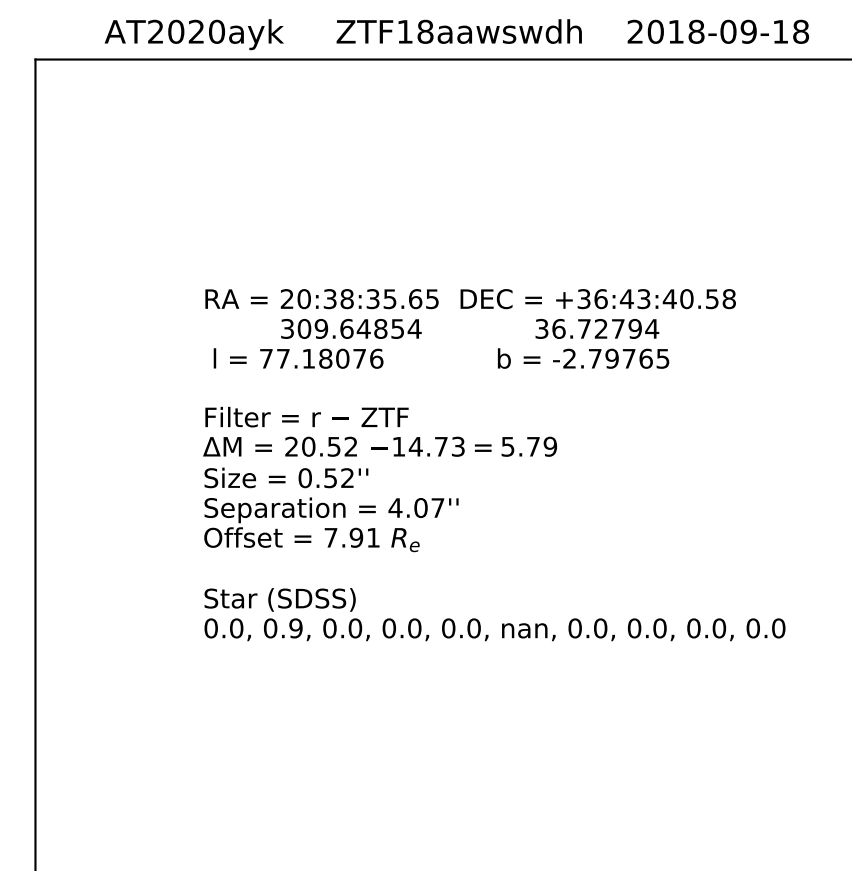 AT2020ayk ZTF18aawswdh 2018-09-18
RA = 20:38:35.65 DEC = +36:43:40.58
309.64854 36.72794
l = 77.18076 b = -2.79765
Filter = r − ZTF
ΔM = 20.52 −14.73 = 5.79
Size = 0.52''
Separation = 4.07''
Offset = 7.91 Rₑ
Star (SDSS)
0.0, 0.9, 0.0, 0.0, 0.0, nan, 0.0, 0.0, 0.0, 0.0